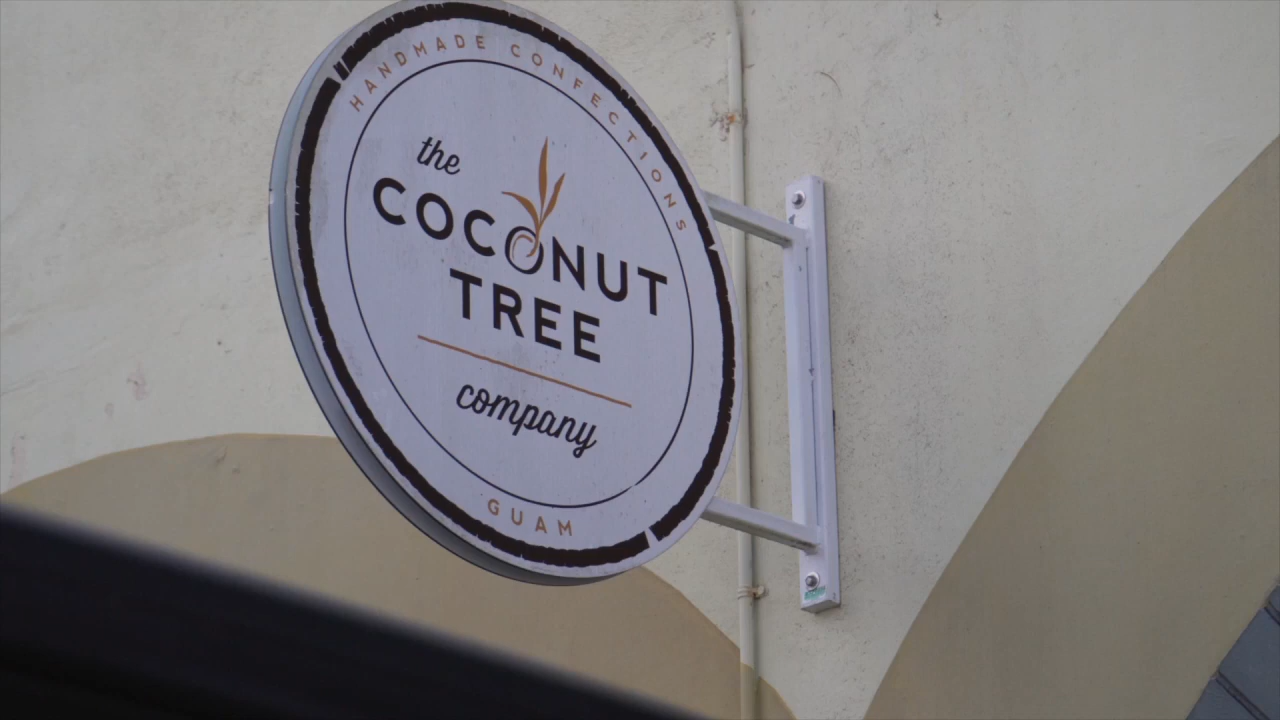 HANDMADE CONFECTIONS
the
COCONUT
TREE
company
GUAM